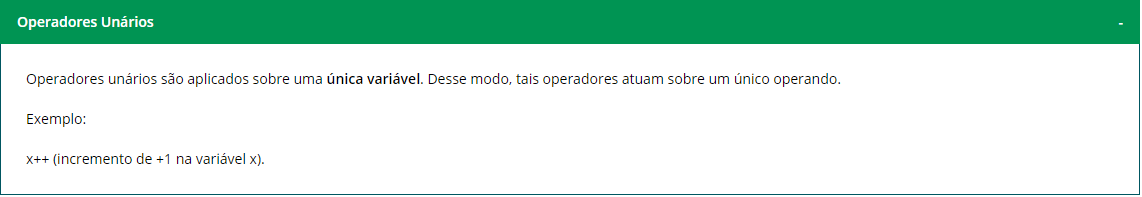 Operadores Unários
-
Operadores unários são aplicados sobre uma única variável. Desse modo, tais operadores atuam sobre um único operando.
Exemplo:
x++ (incremento de +1 na variável x).